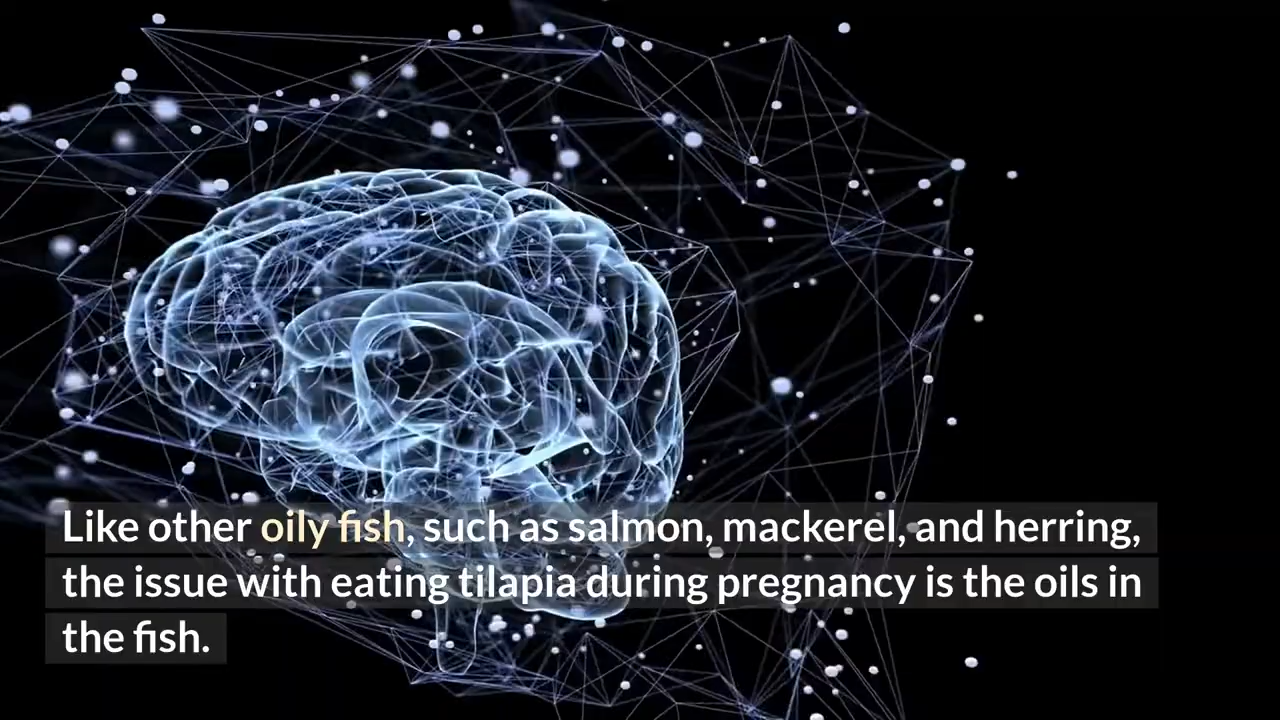 Like other oily fish, such as salmon, mackerel, and herring,
the issue with eating tilapia during pregnancy is the oils in
the fish.